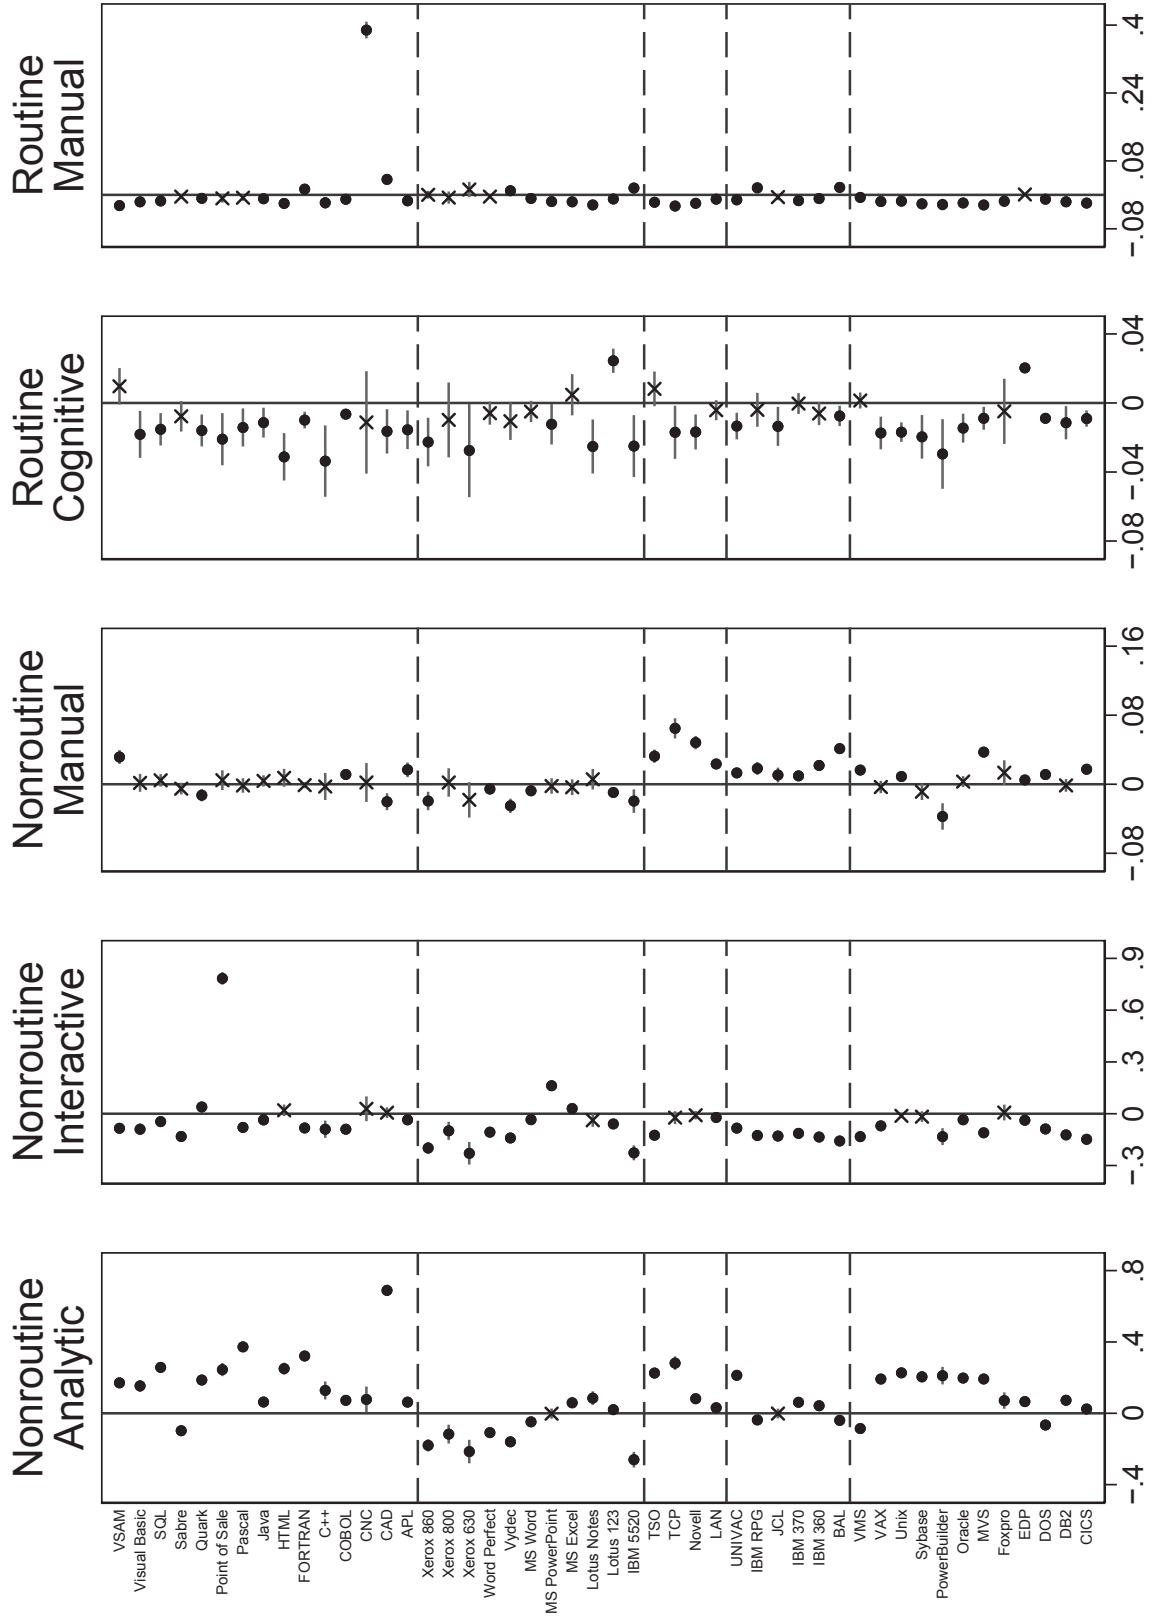 Nonroutine
Analytic
Nonroutine
Interactive
Nonroutine
Manual
Routine
Cognitive
Routine
Manual
VSAM
Visual Basic
SQL
Sabre
Quark
Point of Sale
Pascal
Java
HTML
FORTRAN
C++
COBOL
CNC
CAD
APL
Xerox 860
Xerox 800
Xerox 630
Word Perfect
Vydec
MS Word
MS PowerPoint
MS Excel
Lotus Notes
Lotus 123
IBM 5520
TSO
TCP
Novell
LAN
UNIVAC
IBM RPG
JCL
IBM 370
IBM 360
BAL
VMS
VAX
Unix
Sybase
PowerBuilder
Oracle
MVS
Foxpro
EDP
DOS
DB2
CICS
−.4 0 .4 .8
−.3 0 .3 .6 .9
−.08 0 .08 .16
−.08 −.04 0 .04
−.08 .08 .24 .4